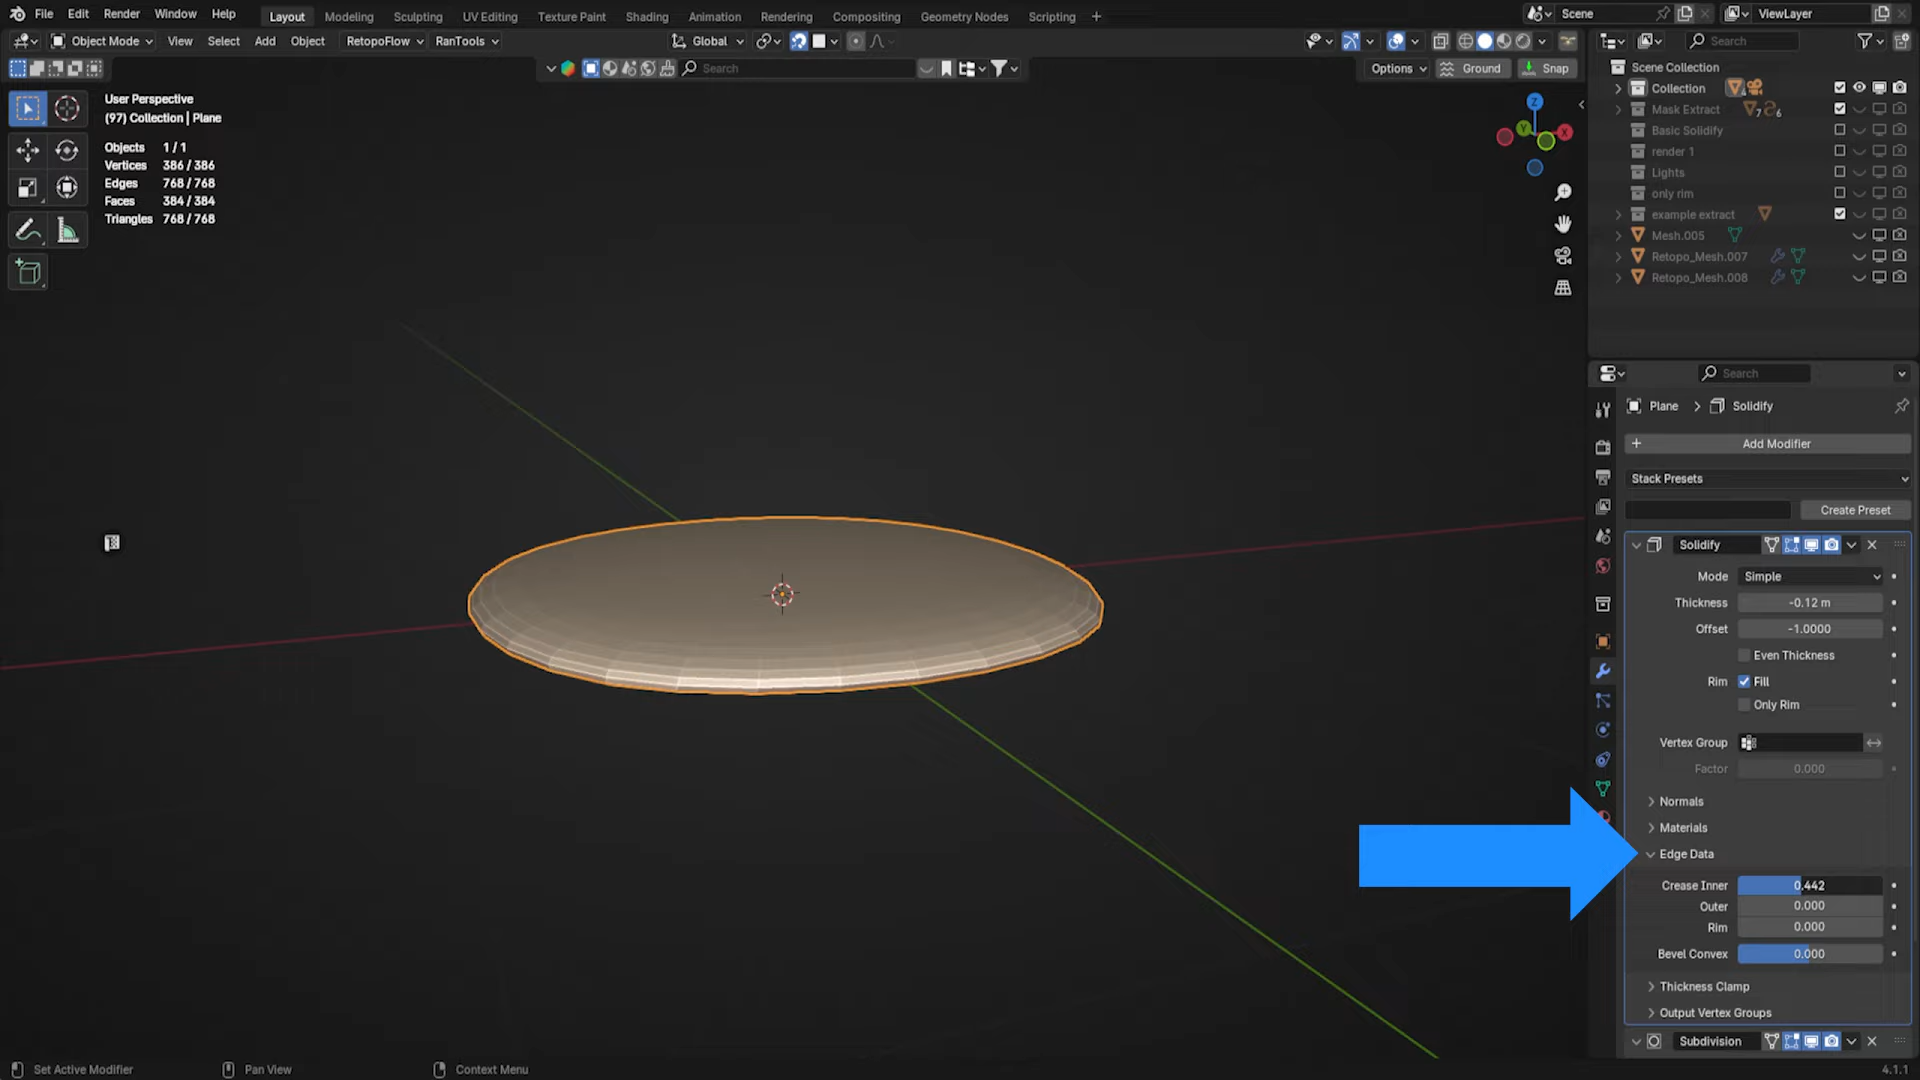 File Edit Render Window Help Layout Modeling Sculpting UV Editing Texture Paint Shading Animation Rendering Compositing Geometry Nodes Scripting + Scene ViewLayer
Object Mode View Select Add Object RetopoFlow RanTools Global Search
Search Options Ground Snap
User Perspective
(97) Collection | Plane
Objects 1 / 1
Vertices 386 / 386
Edges 768 / 768
Faces 384 / 384
Triangles 768 / 768
Z
Y
X
Scene Collection
Collection 4
Mask Extract 7 6
Basic Solidify
render 1
Lights
only rim
example extract
Mesh.005
Retopo_Mesh.007
Retopo_Mesh.008
Search
Plane > Solidify
+ Add Modifier
Stack Presets
Create Preset
Solidify
Mode Simple
Thickness -0.12 m
Offset -1.0000
Even Thickness
Rim Fill
Only Rim
Vertex Group
Factor 0.000
Normals
Materials
Edge Data
Crease Inner 0.442
Outer 0.000
Rim 0.000
Bevel Convex 0.000
Thickness Clamp
Output Vertex Groups
Subdivision
Set Active Modifier Pan View Context Menu 4.1.1